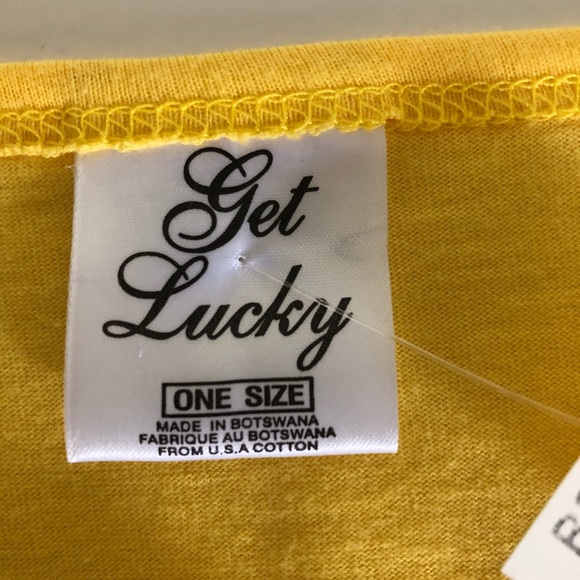 Get
Lucky
ONE SIZE
MADE IN BOTSWANA
FABRIQUE AU BOTSWANA
FROM U.S.A COTTON